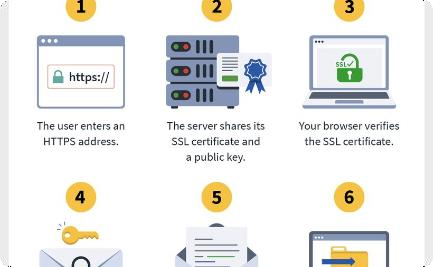 1
2
3
https://
SSL
The user enters an
HTTPS address.
The server shares its
SSL certificate and
a public key.
Your browser verifies
the SSL certificate.
4
5
6